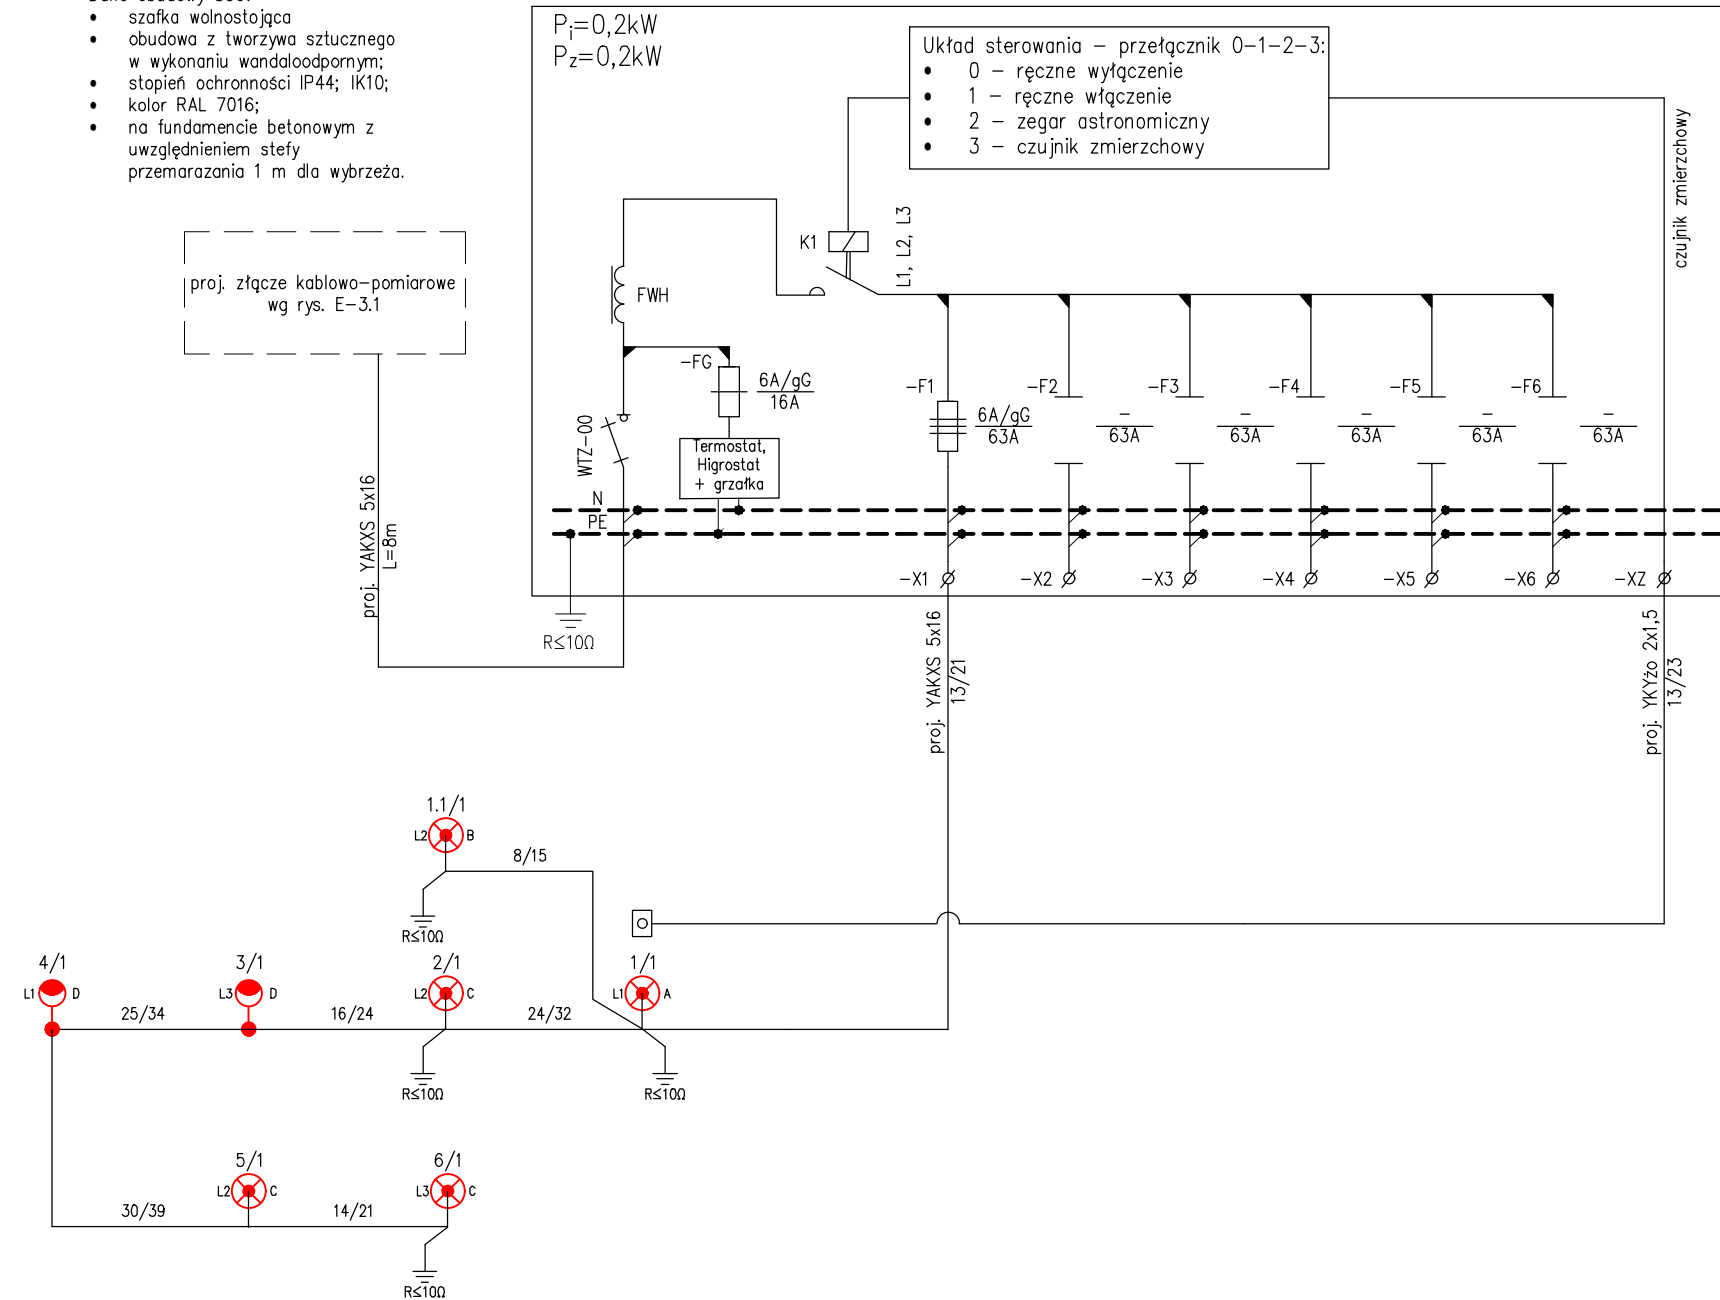 • szafka wolnostojąca
• obudowa z tworzywa sztucznego
w wykonaniu wandaloodpornym;
• stopień ochronności IP44; IK10;
• kolor RAL 7016;
• na fundamencie betonowym z
uwzględnieniem stefy
przemarazania 1 m dla wybrzeża.
proj. złącze kablowo-pomiarowe
wg rys. E-3.1
proj. YAKXS 5x16
L=8m
Pi=0,2kW
Pz=0,2kW
Układ sterowania – przełącznik 0-1-2-3:
• 0 – ręczne wyłączenie
• 1 – ręczne włączenie
• 2 – zegar astronomiczny
• 3 – czujnik zmierzchowy
czujnik zmierzchowy
K1
L1, L2, L3
FWH
-FG
6A/gG
16A
WTZ-00
Termostat,
Higrostat
+ grzałka
N
PE
R≤10Ω
-F1
6A/gG
63A
-F2
–
63A
-F3
–
63A
-F4
–
63A
-F5
–
63A
-F6
–
63A
-X1
-X2
-X3
-X4
-X5
-X6
-XZ
proj. YAKXS 5x16
13/21
proj. YKYżo 2x1,5
13/23
1.1/1
L2
B
8/15
R≤10Ω
4/1
L1
D
25/34
3/1
L3
D
16/24
2/1
L2
C
24/32
1/1
L1
A
R≤10Ω
R≤10Ω
5/1
L2
C
30/39
6/1
L3
C
14/21
R≤10Ω